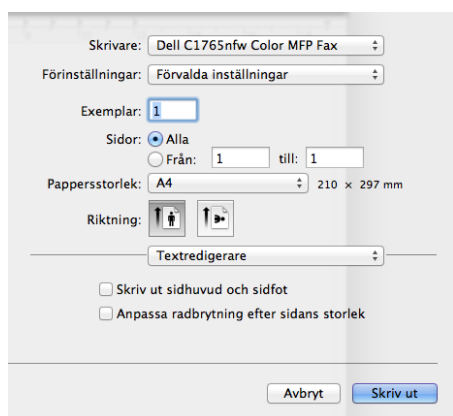 Skrivare: Dell C1765nfw Color MFP Fax
Förinställningar: Förvalda inställningar
Exemplar: 1
Sidor: Alla
Från: 1 till: 1
Pappersstorlek: A4 210 × 297 mm
Riktning:
Textredigerare
Skriv ut sidhuvud och sidfot
Anpassa radbrytning efter sidans storlek
Avbryt Skriv ut